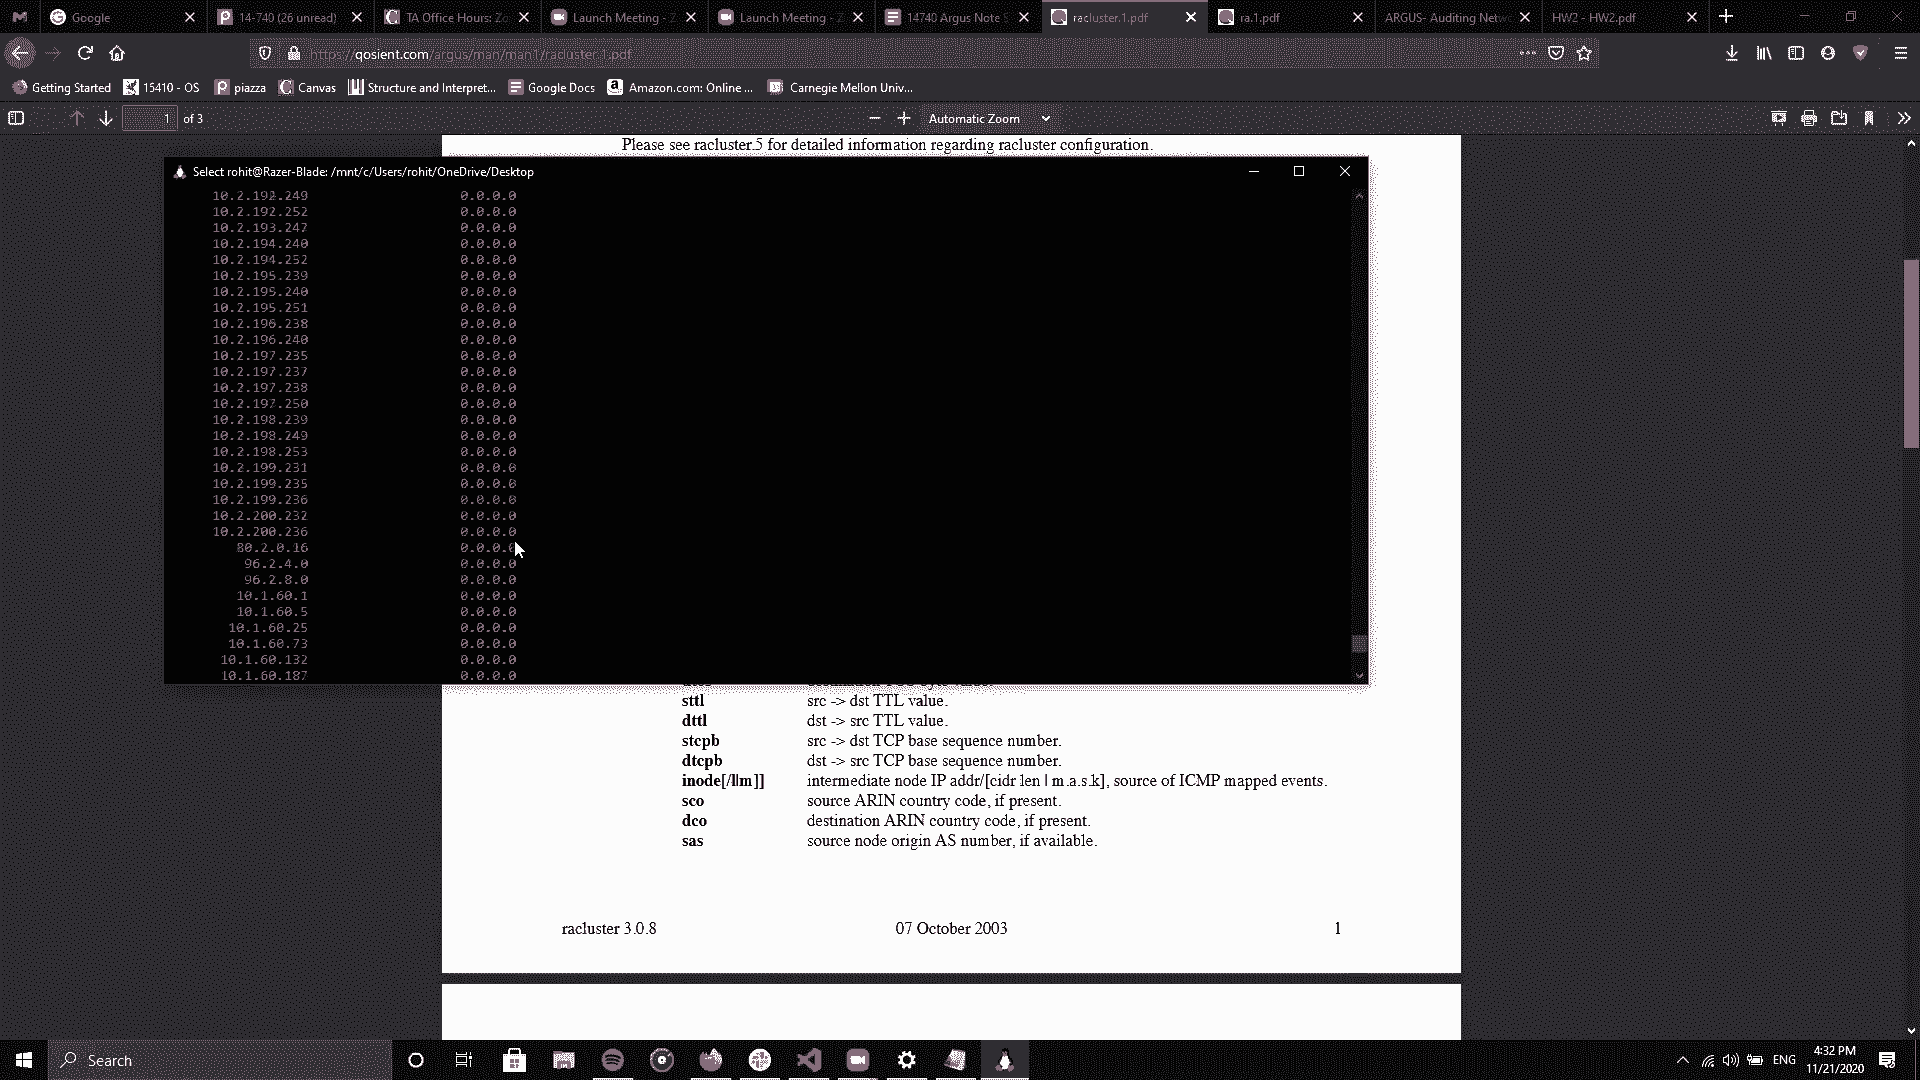 Google
14-740 (26 unread)
TA Office Hours: Zo
Launch Meeting - Z
Launch Meeting - Z
14740 Argus Note S
racluster.1.pdf
ra.1.pdf
ARGUS- Auditing Netw
HW2 - HW2.pdf
https://qosient.com/argus/man/man1/racluster.1.pdf
Getting Started
15410 - OS
piazza
Canvas
Structure and Interpret...
Google Docs
Amazon.com: Online ...
Carnegie Mellon Univ...
1 of 3
Automatic Zoom
Please see racluster.5 for detailed information regarding racluster configuration.
Select rohit@Razer-Blade: /mnt/c/Users/rohit/OneDrive/Desktop
10.2.192.249 0.0.0.0
10.2.192.252 0.0.0.0
10.2.193.247 0.0.0.0
10.2.194.240 0.0.0.0
10.2.194.252 0.0.0.0
10.2.195.239 0.0.0.0
10.2.195.240 0.0.0.0
10.2.195.251 0.0.0.0
10.2.196.238 0.0.0.0
10.2.196.240 0.0.0.0
10.2.197.235 0.0.0.0
10.2.197.237 0.0.0.0
10.2.197.238 0.0.0.0
10.2.197.250 0.0.0.0
10.2.198.239 0.0.0.0
10.2.198.249 0.0.0.0
10.2.198.253 0.0.0.0
10.2.199.231 0.0.0.0
10.2.199.235 0.0.0.0
10.2.199.236 0.0.0.0
10.2.200.232 0.0.0.0
10.2.200.236 0.0.0.0
80.2.0.16 0.0.0.0
96.2.4.0 0.0.0.0
96.2.8.0 0.0.0.0
10.1.60.1 0.0.0.0
10.1.60.5 0.0.0.0
10.1.60.25 0.0.0.0
10.1.60.73 0.0.0.0
10.1.60.132 0.0.0.0
10.1.60.187 0.0.0.0
sttl src -> dst TTL value.
dttl dst -> src TTL value.
stcpb src -> dst TCP base sequence number.
dtcpb dst -> src TCP base sequence number.
inode[/l|m]] intermediate node IP addr/[cidr len | m.a.s.k], source of ICMP mapped events.
sco source ARIN country code, if present.
dco destination ARIN country code, if present.
sas source node origin AS number, if available.
racluster 3.0.8 07 October 2003 1
Search
ENG
4:32 PM
11/21/2020